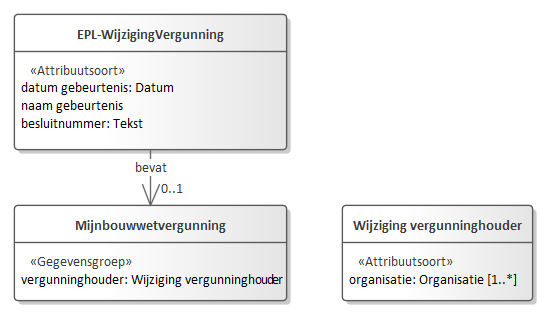 EPL-WijzigingVergunning
«Attribuutsoort»
datum gebeurtenis: Datum
naam gebeurtenis
besluitnummer: Tekst
bevat
0..1
Mijnbouwwetvergunning
«Gegevensgroep»
vergunninghouder: Wijziging vergunninghouder
Wijziging vergunninghouder
«Attribuutsoort»
organisatie: Organisatie [1..*]